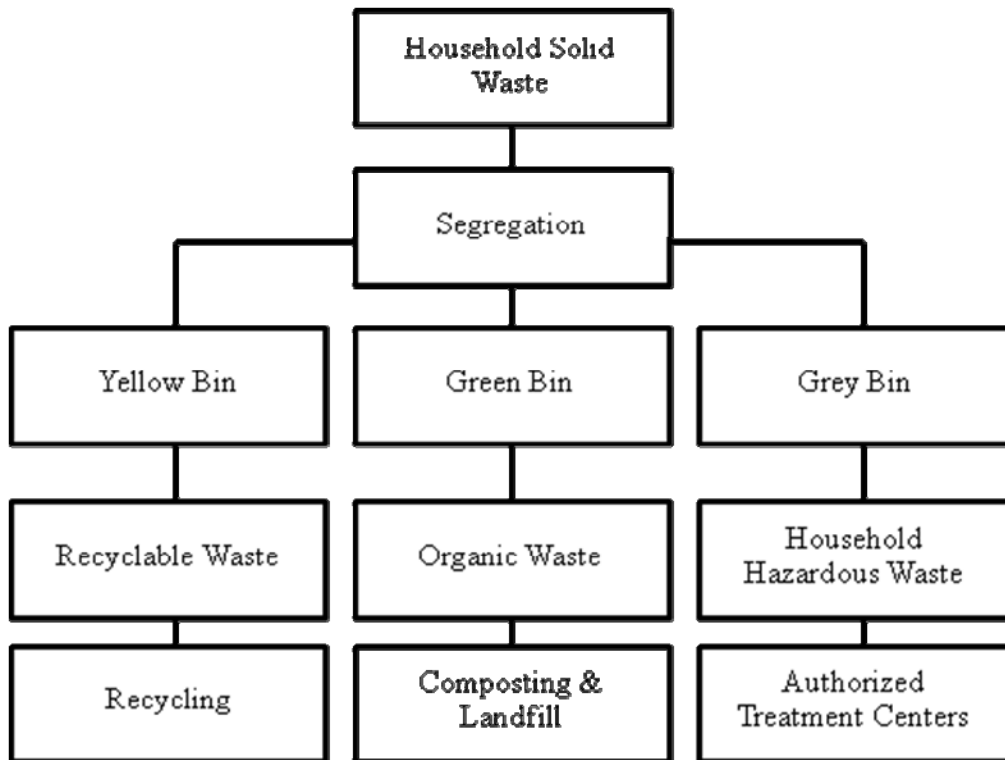 Household Solid
Waste
Segregation
Yellow Bin
Green Bin
Grey Bin
Recyclable Waste
Organic Waste
Household
Hazardous Waste
Recycling
Composting &
Landfill
Authorized
Treatment Centers